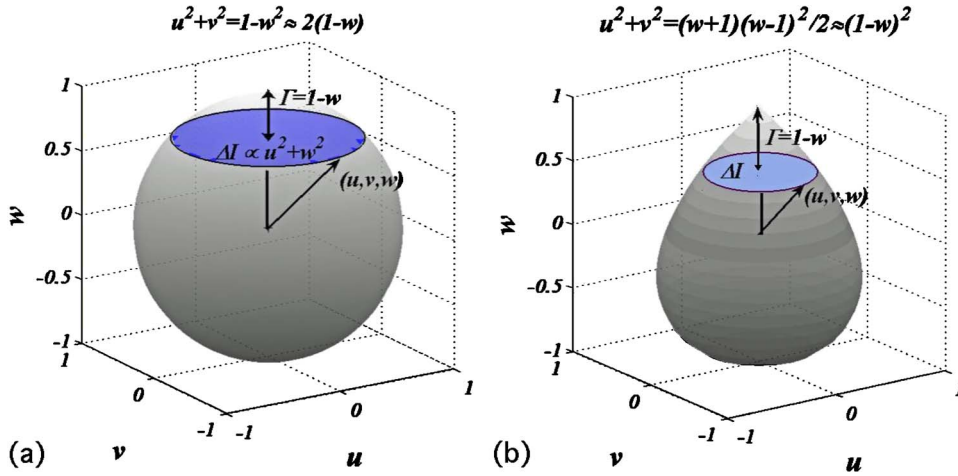 u²+v²=1-w²≈2(1-w)
1
0.5
0
-0.5
-1
w
Γ=1-w
ΔI ∝ u²+w²
(u,v,w)
1
0
-1
v
-1
0
1
u
(a)
u²+v²=(w+1)(w-1)²/2≈(1-w)²
1
0.5
0
-0.5
-1
w
Γ=1-w
ΔI
(u,v,w)
1
0
-1
v
-1
0
1
u
(b)